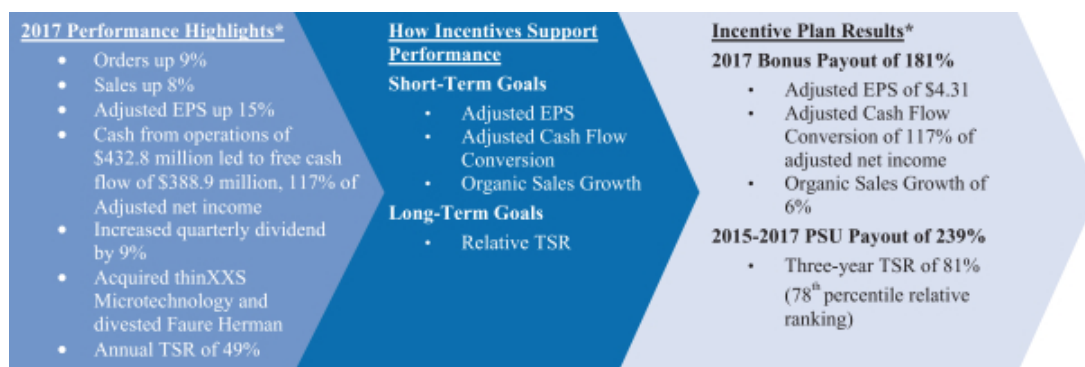 2017 Performance Highlights*
• Orders up 9%
• Sales up 8%
• Adjusted EPS up 15%
• Cash from operations of
$432.8 million led to free cash
flow of $388.9 million, 117% of
Adjusted net income
• Increased quarterly dividend
by 9%
• Acquired thinXXS
Microtechnology and
divested Faure Herman
• Annual TSR of 49%
How Incentives Support
Performance
Short-Term Goals
• Adjusted EPS
• Adjusted Cash Flow
Conversion
• Organic Sales Growth
Long-Term Goals
• Relative TSR
Incentive Plan Results*
2017 Bonus Payout of 181%
• Adjusted EPS of $4.31
• Adjusted Cash Flow
Conversion of 117% of
adjusted net income
• Organic Sales Growth of
6%
2015-2017 PSU Payout of 239%
• Three-year TSR of 81%
(78th percentile relative
ranking)